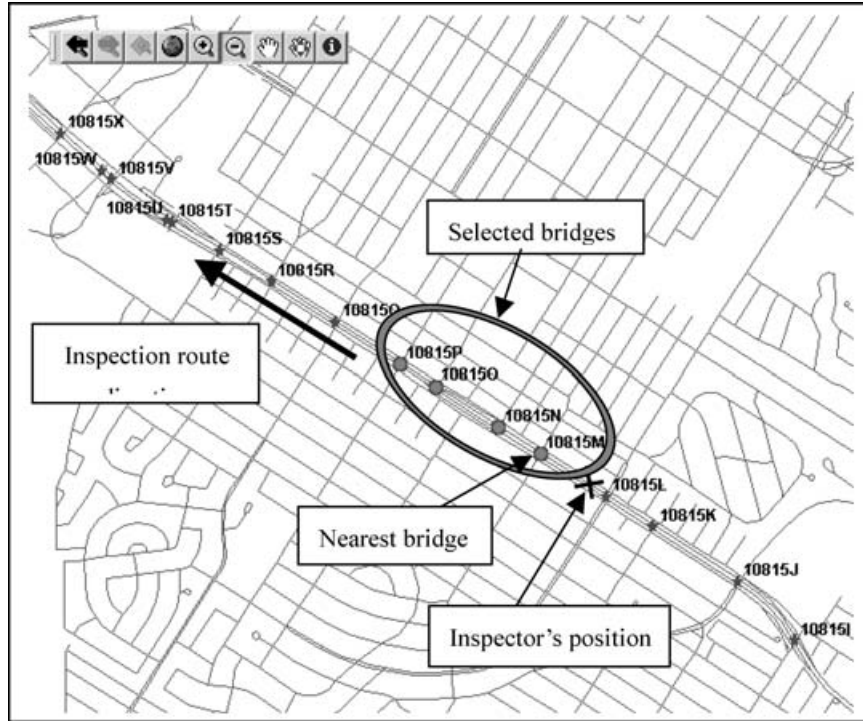 10815X
10815W
10815V
10815U
10815T
10815S
10815R
Selected bridges
Inspection route
10815P
10815O
10815N
10815M
10815L
10815K
Nearest bridge
10815J
Inspector's position
10815I